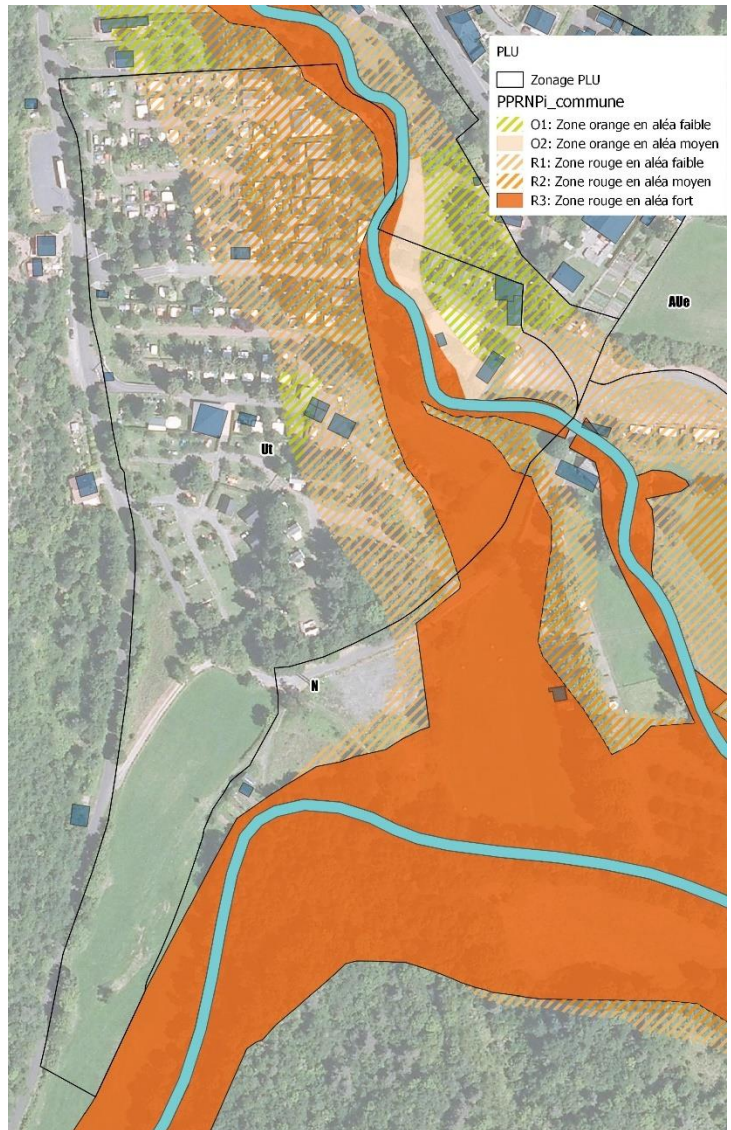 PLU
Zonage PLU
PPRNPi_commune
O1: Zone orange en aléa faible
O2: Zone orange en aléa moyen
R1: Zone rouge en aléa faible
R2: Zone rouge en aléa moyen
R3: Zone rouge en aléa fort
AUe
Ut
N